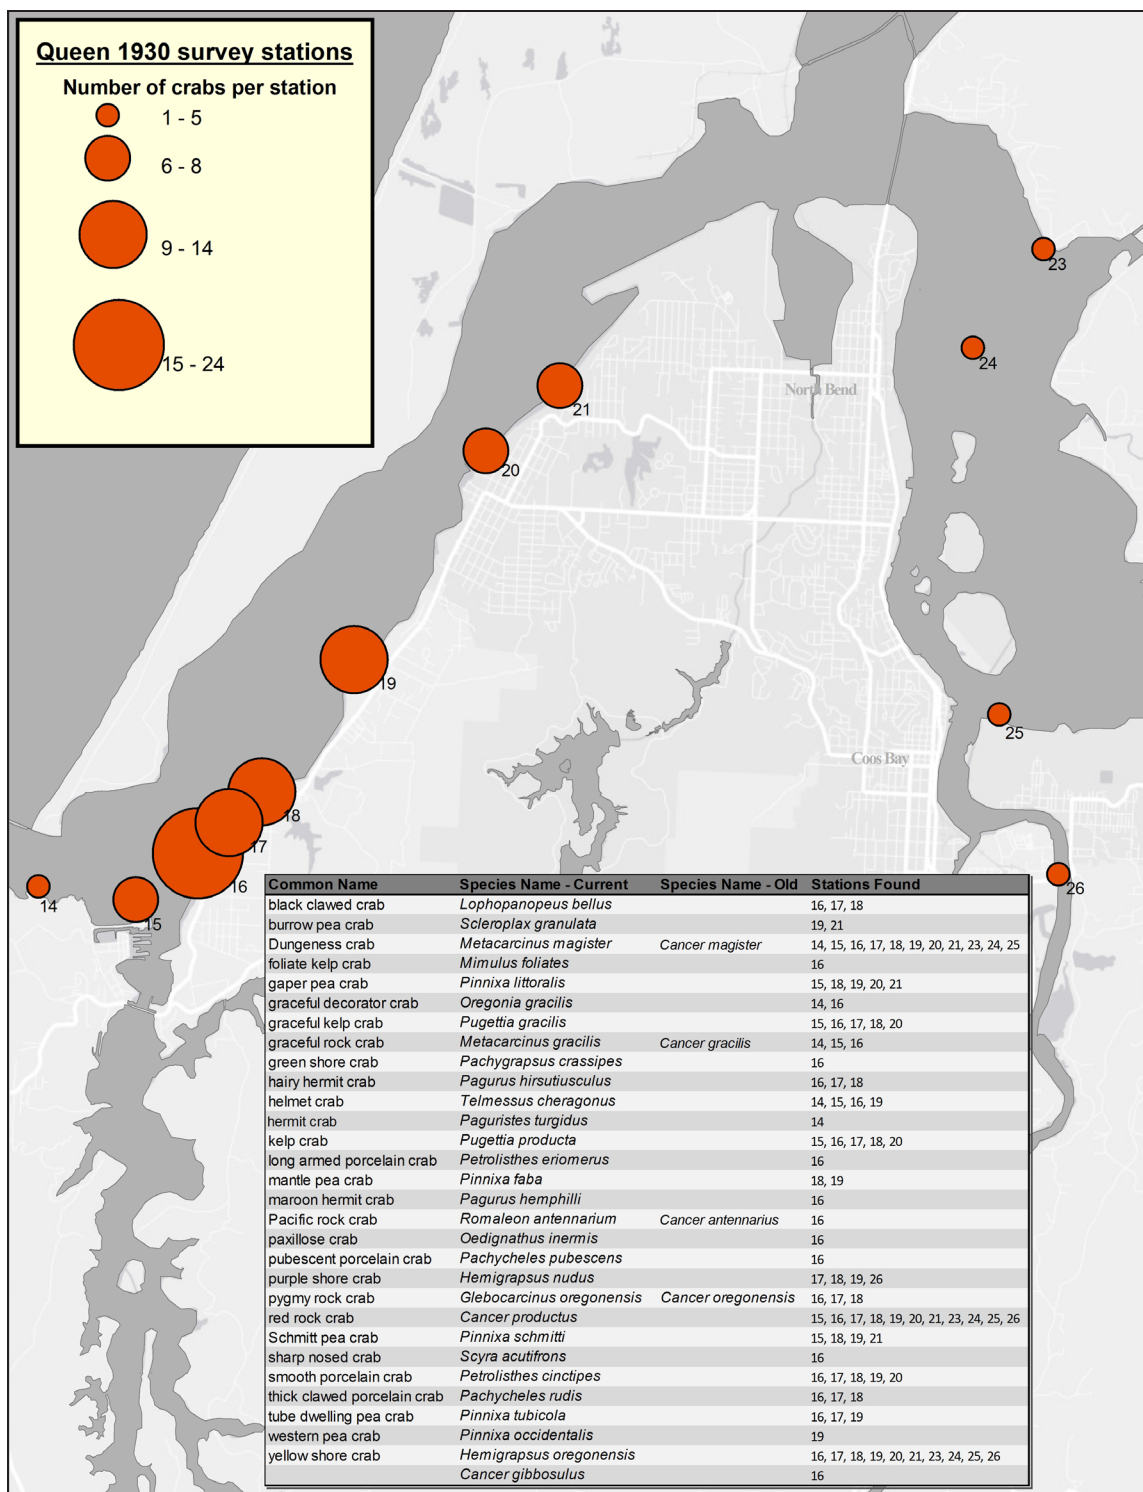 Queen 1930 survey stations
Number of crabs per station
1 - 5
6 - 8
9 - 14
15 - 24
23
24
North Bend
21
20
19
25
Coos Bay
18
17
16
15
14
26
Common Name Species Name - Current Species Name - Old Stations Found
black clawed crab Lophopanopeus bellus 16, 17, 18
burrow pea crab Scleroplax granulata 19, 21
Dungeness crab Metacarcinus magister Cancer magister 14, 15, 16, 17, 18, 19, 20, 21, 23, 24, 25
foliate kelp crab Mimulus foliates 16
gaper pea crab Pinnixa littoralis 15, 18, 19, 20, 21
graceful decorator crab Oregonia gracilis 14, 16
graceful kelp crab Pugettia gracilis 15, 16, 17, 18, 20
graceful rock crab Metacarcinus gracilis Cancer gracilis 14, 15, 16
green shore crab Pachygrapsus crassipes 16
hairy hermit crab Pagurus hirsutiusculus 16, 17, 18
helmet crab Telmessus cheragonus 14, 15, 16, 19
hermit crab Paguristes turgidus 14
kelp crab Pugettia producta 15, 16, 17, 18, 20
long armed porcelain crab Petrolisthes eriomerus 16
mantle pea crab Pinnixa faba 18, 19
maroon hermit crab Pagurus hemphilli 16
Pacific rock crab Romaleon antennarium Cancer antennarius 16
paxillose crab Oedignathus inermis 16
pubescent porcelain crab Pachycheles pubescens 16
purple shore crab Hemigrapsus nudus 17, 18, 19, 26
pygmy rock crab Glebocarcinus oregonensis Cancer oregonensis 16, 17, 18
red rock crab Cancer productus 15, 16, 17, 18, 19, 20, 21, 23, 24, 25, 26
Schmitt pea crab Pinnixa schmitti 15, 18, 19, 21
sharp nosed crab Scyra acutifrons 16
smooth porcelain crab Petrolisthes cinctipes 16, 17, 18, 19, 20
thick clawed porcelain crab Pachycheles rudis 16, 17, 18
tube dwelling pea crab Pinnixa tubicola 16, 17, 19
western pea crab Pinnixa occidentalis 19
yellow shore crab Hemigrapsus oregonensis 16, 17, 18, 19, 20, 21, 23, 24, 25, 26
Cancer gibbosulus 16